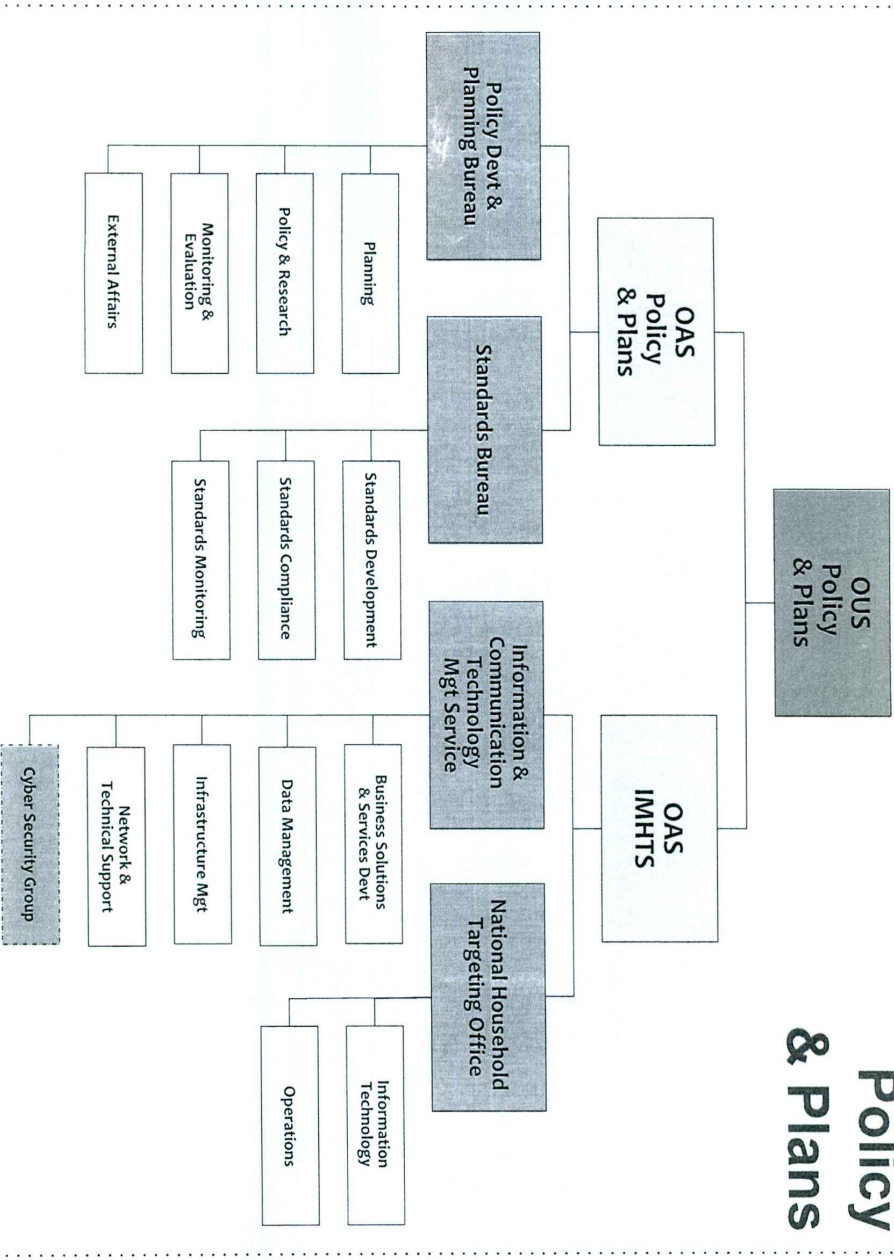 Policy
& Plans
OUS
Policy
& Plans
OAS
Policy
& Plans
OAS
IMHTS
Policy Devt &
Planning Bureau
Standards Bureau
Information &
Communication
Technology
Mgt Service
National Household
Targeting Office
Planning
Policy & Research
Monitoring &
Evaluation
External Affairs
Standards Development
Standards Compliance
Standards Monitoring
Business Solutions
& Services Devt
Data Management
Infrastructure Mgt
Network &
Technical Support
Cyber Security Group
Information
Technology
Operations